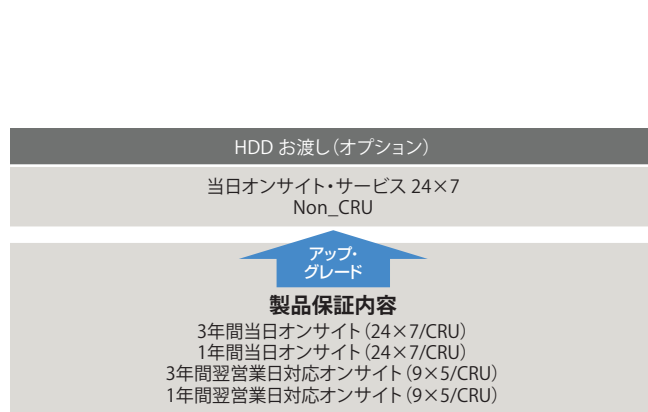 HDD お渡し（オプション）
当日オンサイト・サービス 24×7
Non_CRU
アップ・
グレード
製品保証内容
3年間当日オンサイト（24×7/CRU）
1年間当日オンサイト（24×7/CRU）
3年間翌営業日対応オンサイト（9×5/CRU）
1年間翌営業日対応オンサイト（9×5/CRU）